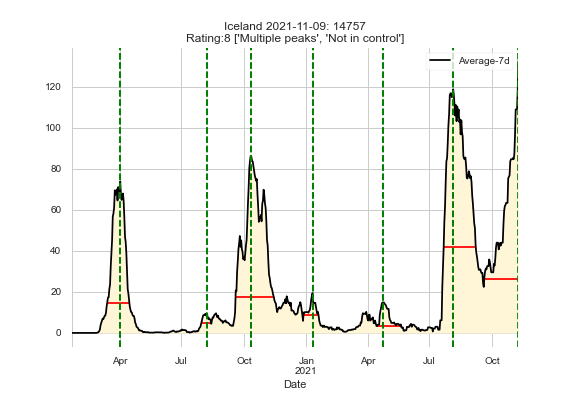 Iceland 2021-11-09: 14757
Rating:8 ['Multiple peaks', 'Not in control']
Average-7d
120
100
80
60
40
20
0
Apr Jul Oct Jan Apr Jul Oct
2021
Date